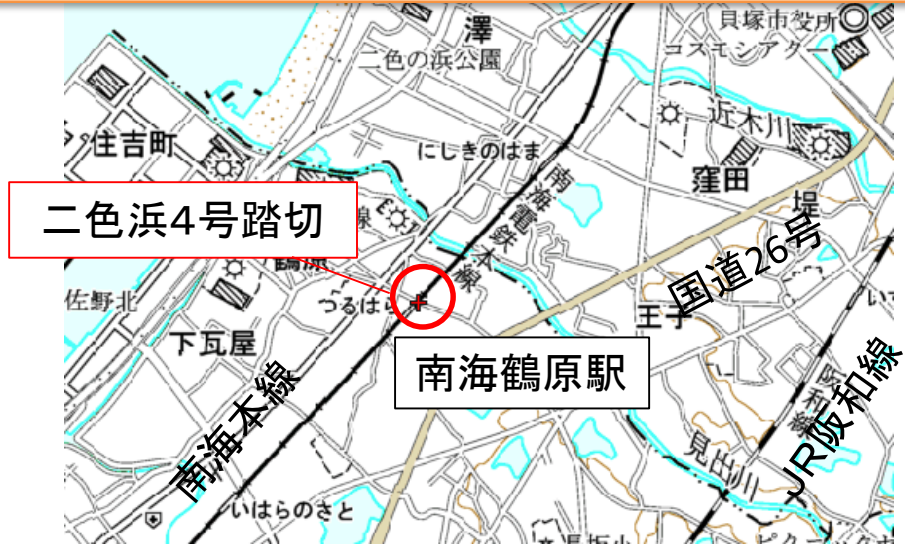 貝塚市役所
コスモシアター
澤
二色の浜公園
近木川
住吉町
にしきのはま
窪田
堤
南海電鉄本線
国道26号
二色浜4号踏切
線
鶴原
佐野北
つるはら
王子
下瓦屋
南海鶴原駅
南海本線
阪和線
JR阪和線
見出川
いはらのさと